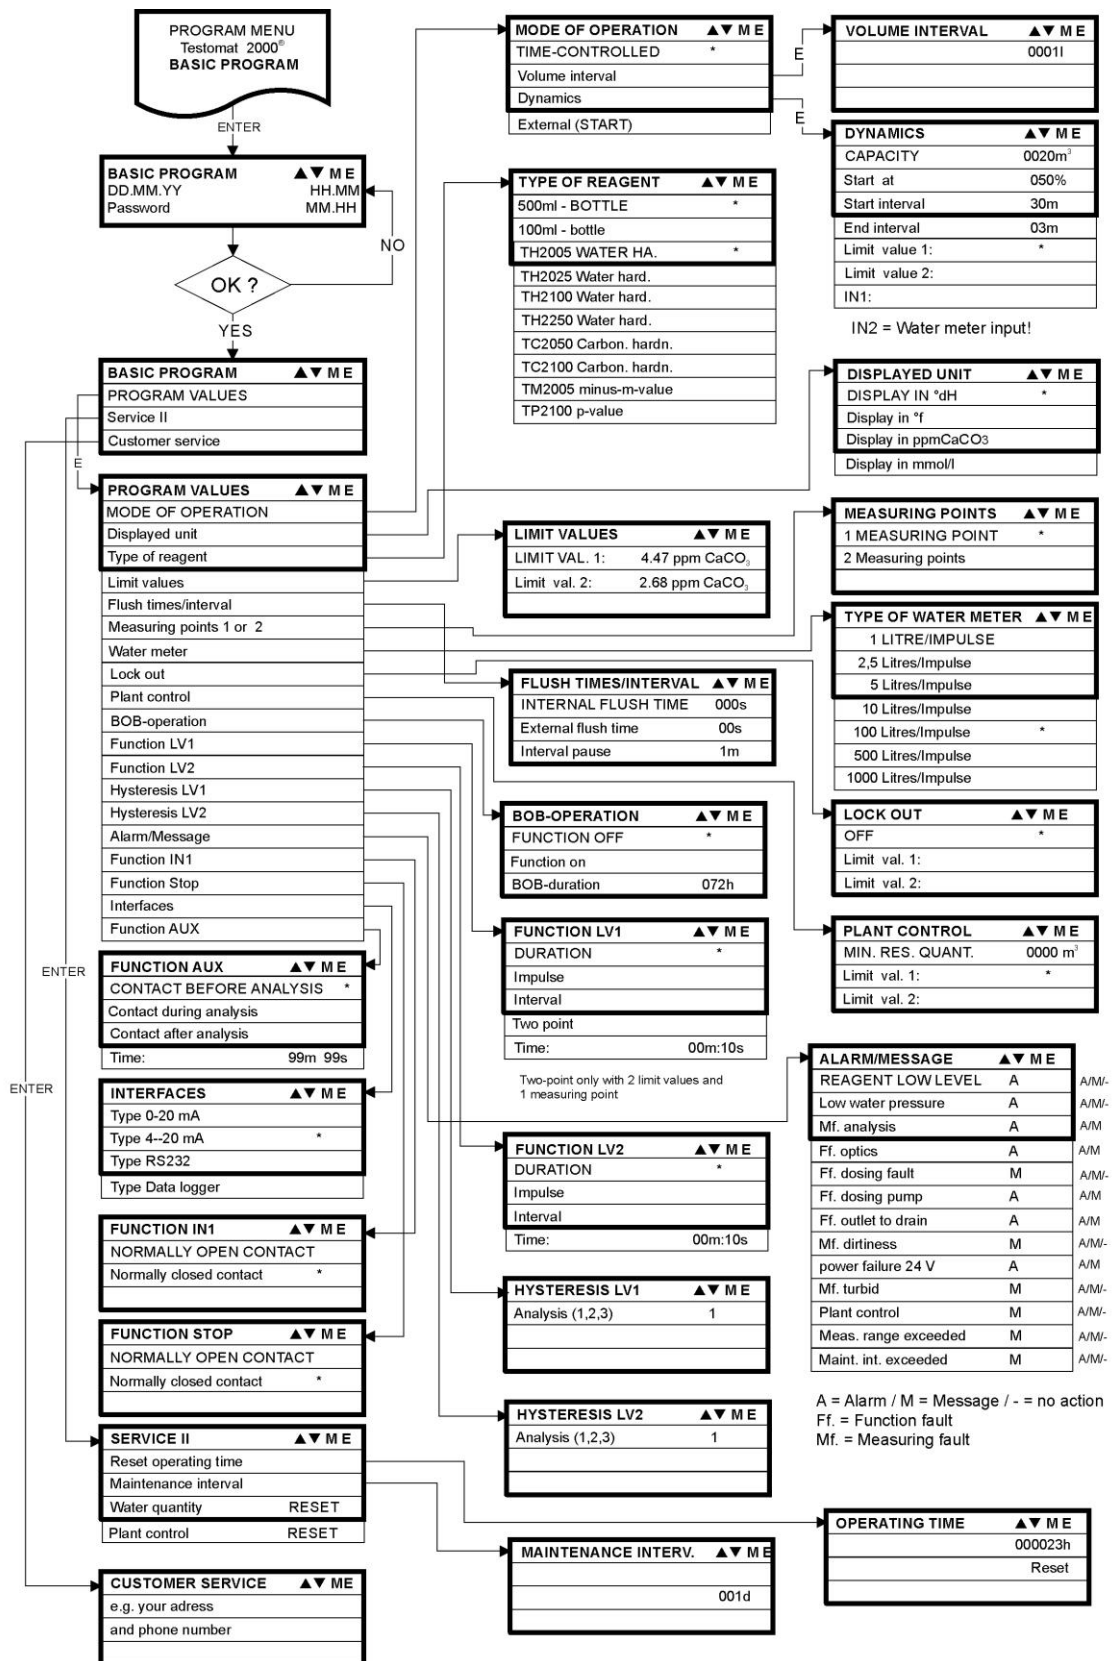 PROGRAM MENU
Testomat 2000®
BASIC PROGRAM
ENTER
BASIC PROGRAM ▲▼ M E
DD.MM.YY HH.MM
Password MM.HH
NO
OK ?
YES
BASIC PROGRAM ▲▼ M E
PROGRAM VALUES
Service II
Customer service
E
PROGRAM VALUES ▲▼ M E
MODE OF OPERATION
Displayed unit
Type of reagent
Limit values
Flush times/interval
Measuring points 1 or 2
Water meter
Lock out
Plant control
BOB-operation
Function LV1
Function LV2
Hysteresis LV1
Hysteresis LV2
Alarm/Message
Function IN1
Function Stop
Interfaces
Function AUX
ENTER
ENTER
FUNCTION AUX ▲▼ M E
CONTACT BEFORE ANALYSIS *
Contact during analysis
Contact after analysis
Time: 99m 99s
INTERFACES ▲▼ M E
Type 0-20 mA
Type 4--20 mA *
Type RS232
Type Data logger
FUNCTION IN1 ▲▼ M E
NORMALLY OPEN CONTACT
Normally closed contact *
FUNCTION STOP ▲▼ M E
NORMALLY OPEN CONTACT
Normally closed contact *
SERVICE II ▲▼ M E
Reset operating time
Maintenance interval
Water quantity RESET
Plant control RESET
CUSTOMER SERVICE ▲▼ ME
e.g. your adress
and phone number
MODE OF OPERATION ▲▼ M E
TIME-CONTROLLED *
Volume interval
Dynamics
External (START)
E
E
TYPE OF REAGENT ▲▼ M E
500ml - BOTTLE *
100ml - bottle
TH2005 WATER HA. *
TH2025 Water hard.
TH2100 Water hard.
TH2250 Water hard.
TC2050 Carbon. hardn.
TC2100 Carbon. hardn.
TM2005 minus-m-value
TP2100 p-value
LIMIT VALUES ▲▼ M E
LIMIT VAL. 1: 4.47 ppm CaCO3
Limit val. 2: 2.68 ppm CaCO3
FLUSH TIMES/INTERVAL ▲▼ M E
INTERNAL FLUSH TIME 000s
External flush time 00s
Interval pause 1m
BOB-OPERATION ▲▼ M E
FUNCTION OFF *
Function on
BOB-duration 072h
FUNCTION LV1 ▲▼ M E
DURATION *
Impulse
Interval
Two point
Time: 00m:10s
Two-point only with 2 limit values and
1 measuring point
FUNCTION LV2 ▲▼ M E
DURATION *
Impulse
Interval
Time: 00m:10s
HYSTERESIS LV1 ▲▼ M E
Analysis (1,2,3) 1
HYSTERESIS LV2 ▲▼ M E
Analysis (1,2,3) 1
MAINTENANCE INTERV. ▲▼ M E
001d
VOLUME INTERVAL ▲▼ M E
0001l
DYNAMICS ▲▼ M E
CAPACITY 0020m³
Start at 050%
Start interval 30m
End interval 03m
Limit value 1: *
Limit value 2:
IN1:
IN2 = Water meter input!
DISPLAYED UNIT ▲▼ M E
DISPLAY IN °dH *
Display in °f
Display in ppmCaCO3
Display in mmol/l
MEASURING POINTS ▲▼ M E
1 MEASURING POINT *
2 Measuring points
TYPE OF WATER METER ▲▼ M E
1 LITRE/IMPULSE
2,5 Litres/Impulse
5 Litres/Impulse
10 Litres/Impulse
100 Litres/Impulse *
500 Litres/Impulse
1000 Litres/Impulse
LOCK OUT ▲▼ M E
OFF *
Limit val. 1:
Limit val. 2:
PLANT CONTROL ▲▼ M E
MIN. RES. QUANT. 0000 m³
Limit val. 1: *
Limit val. 2:
ALARM/MESSAGE ▲▼ M E
REAGENT LOW LEVEL A A/M/-
Low water pressure A A/M/-
Mf. analysis A A/M
Ff. optics A A/M
Ff. dosing fault M A/M/-
Ff. dosing pump A A/M
Ff. outlet to drain A A/M
Mf. dirtiness M A/M/-
power failure 24 V A A/M
Mf. turbid M A/M/-
Plant control M A/M/-
Meas. range exceeded M A/M/-
Maint. int. exceeded M A/M/-
A = Alarm / M = Message / - = no action
Ff. = Function fault
Mf. = Measuring fault
OPERATING TIME ▲▼ M E
000023h
Reset